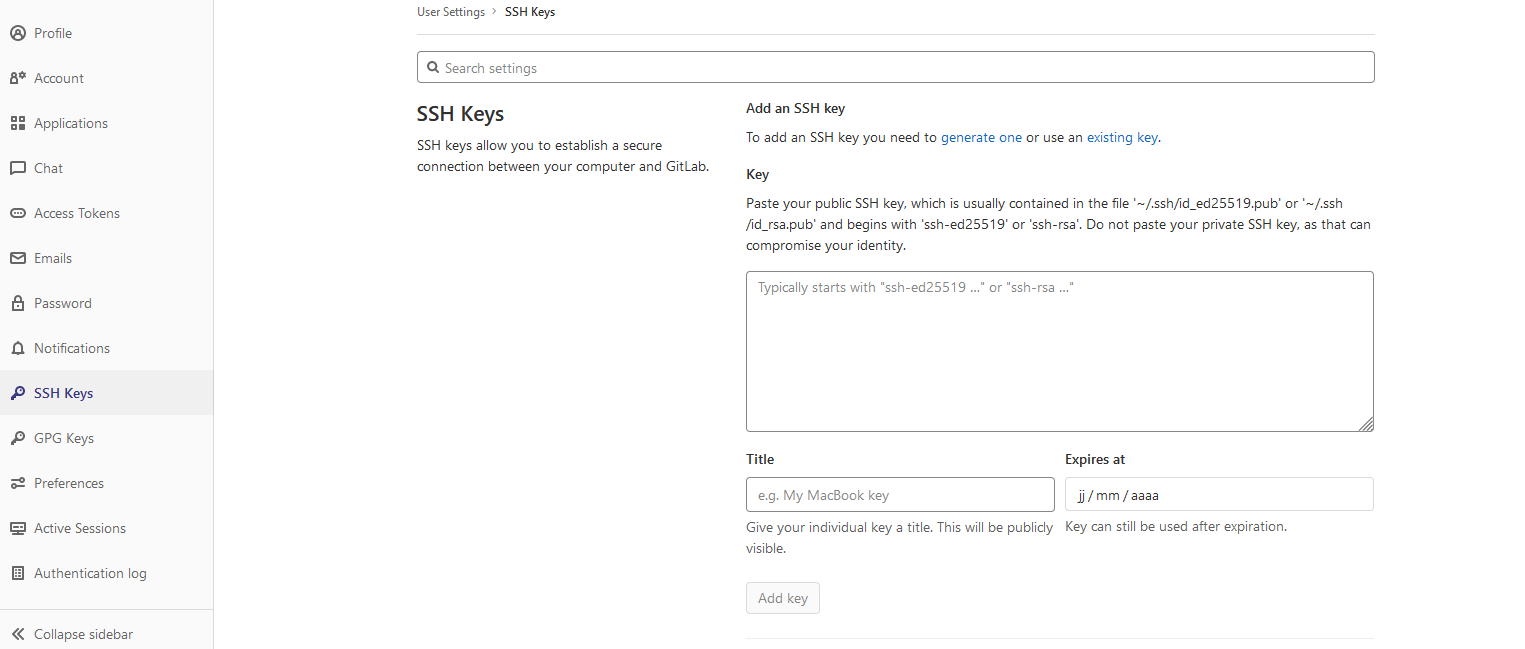 Profile
Account
Applications
Chat
Access Tokens
Emails
Password
Notifications
SSH Keys
GPG Keys
Preferences
Active Sessions
Authentication log
Collapse sidebar
User Settings > SSH Keys
Search settings
SSH Keys
SSH keys allow you to establish a secure
connection between your computer and GitLab.
Add an SSH key
To add an SSH key you need to generate one or use an existing key.
Key
Paste your public SSH key, which is usually contained in the file '~/.ssh/id_ed25519.pub' or '~/.ssh
/id_rsa.pub' and begins with 'ssh-ed25519' or 'ssh-rsa'. Do not paste your private SSH key, as that can
compromise your identity.
Typically starts with "ssh-ed25519 ..." or "ssh-rsa ..."
Title
e.g. My MacBook key
Give your individual key a title. This will be publicly
visible.
Expires at
jj / mm / aaaa
Key can still be used after expiration.
Add key